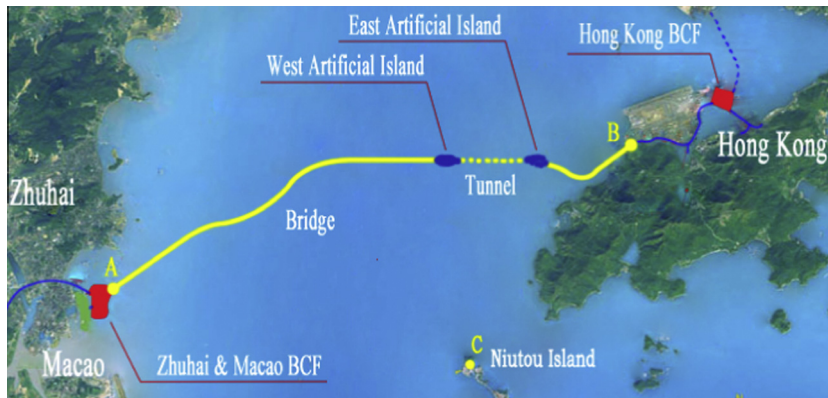 East Artificial Island
Hong Kong BCF
West Artificial Island
B
Hong Kong
Zhuhai
Tunnel
Bridge
A
C
Niutou Island
Macao
Zhuhai & Macao BCF